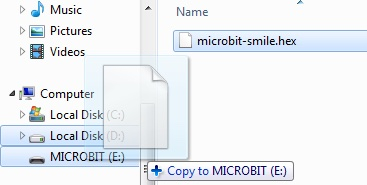 Music
Pictures
Videos
Computer
Local Disk (C:)
Local Disk (D:)
MICROBIT (E:)
Name
microbit-smile.hex
Copy to MICROBIT (E:)